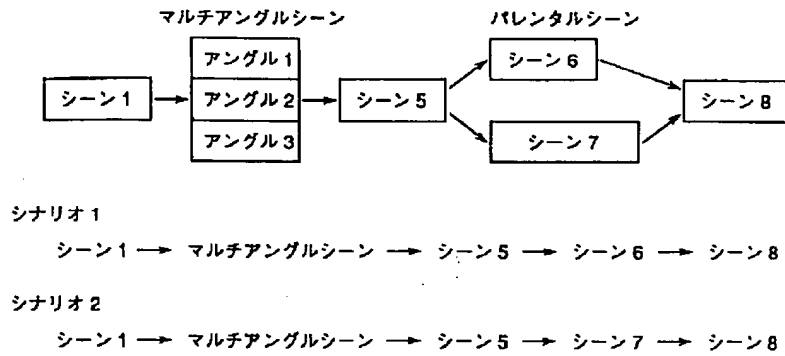 マルチアングルシーン パレンタルシーン
アングル1
アングル2
アングル3
シーン1
シーン5
シーン6
シーン7
シーン8
シナリオ1
シーン1 → マルチアングルシーン → シーン5 → シーン6 → シーン8
シナリオ2
シーン1 → マルチアングルシーン → シーン5 → シーン7 → シーン8